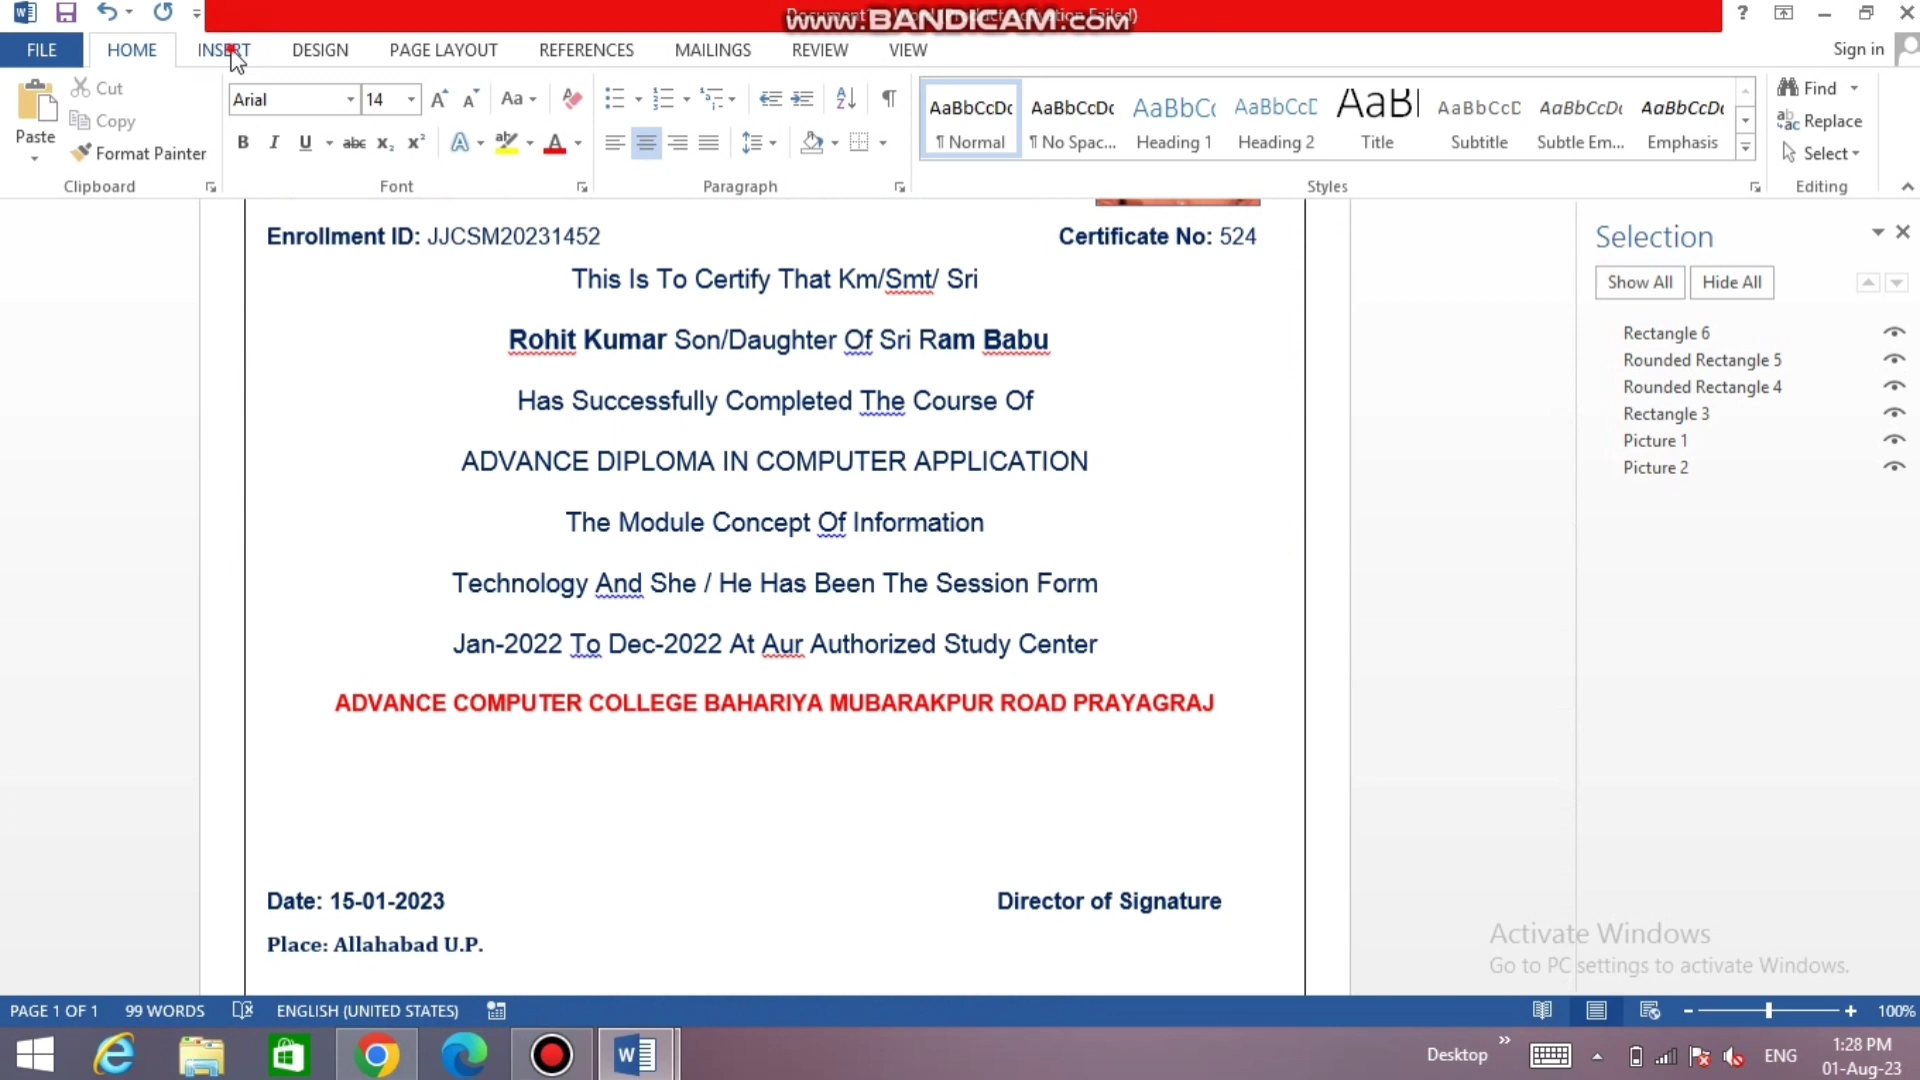 www.BANDICAM.com
FILE HOME INSERT DESIGN PAGE LAYOUT REFERENCES MAILINGS REVIEW VIEW Sign in
Paste Cut Copy Format Painter
Clipboard
Arial 14
Font
Paragraph
AaBbCcDc AaBbCcDc AaBbC AaBbCcD AaB AaBbCcD AaBbCcDc AaBbCcDc
¶ Normal ¶ No Spac... Heading 1 Heading 2 Title Subtitle Subtle Em... Emphasis
Styles
Find Replace Select
Editing
Enrollment ID: JJCSM20231452 Certificate No: 524
This Is To Certify That Km/Smt/ Sri
Rohit Kumar Son/Daughter Of Sri Ram Babu
Has Successfully Completed The Course Of
ADVANCE DIPLOMA IN COMPUTER APPLICATION
The Module Concept Of Information
Technology And She / He Has Been The Session Form
Jan-2022 To Dec-2022 At Aur Authorized Study Center
ADVANCE COMPUTER COLLEGE BAHARIYA MUBARAKPUR ROAD PRAYAGRAJ
Date: 15-01-2023 Director of Signature
Place: Allahabad U.P.
Selection
Show All Hide All
Rectangle 6
Rounded Rectangle 5
Rounded Rectangle 4
Rectangle 3
Picture 1
Picture 2
Activate Windows
Go to PC settings to activate Windows.
PAGE 1 OF 1 99 WORDS ENGLISH (UNITED STATES) 100%
Desktop ENG 1:28 PM
01-Aug-23